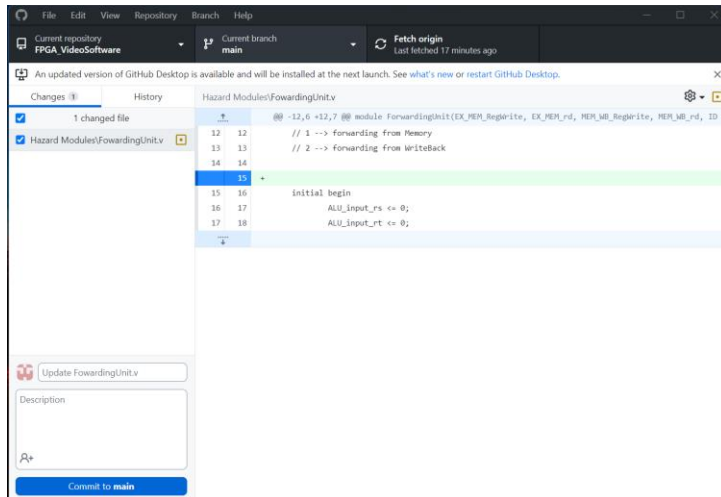 File Edit View Repository Branch Help
Current repository
FPGA_VideoSoftware
Current branch
main
Fetch origin
Last fetched 17 minutes ago
An updated version of GitHub Desktop is available and will be installed at the next launch. See what's new or restart GitHub Desktop.
Changes 1 History
Hazard Modules\FowardingUnit.v
1 changed file
Hazard Modules\FowardingUnit.v
@@ -12,6 +12,7 @@ module ForwardingUnit(EX_MEM_RegWrite, EX_MEM_rd, MEM_WB_RegWrite, MEM_WB_rd, ID
12 12 // 1 --> forwarding from Memory
13 13 // 2 --> forwarding from WriteBack
14 14
15 +
15 16 initial begin
16 17 ALU_input_rs <= 0;
17 18 ALU_input_rt <= 0;
Update FowardingUnit.v
Description
Commit to main